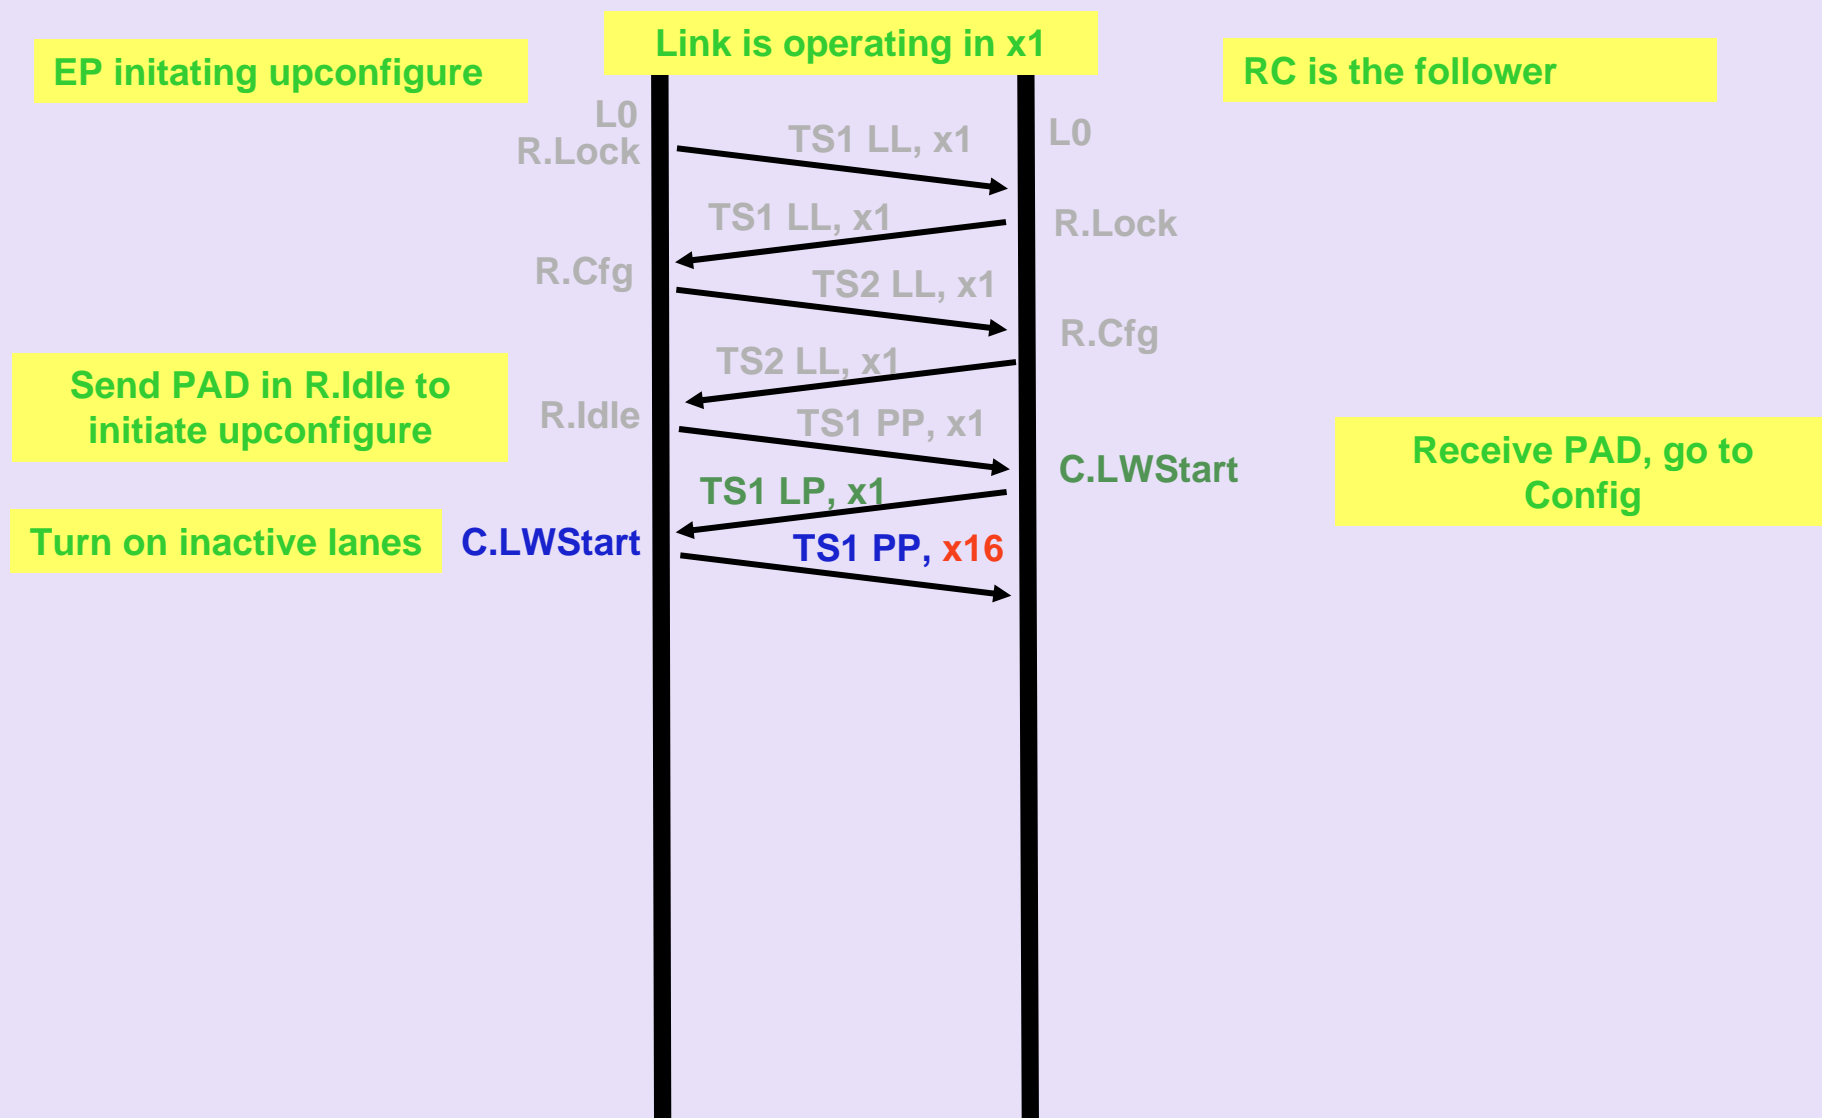 Link is operating in x1
EP initating upconfigure
RC is the follower
L0
R.Lock
TS1 LL, x1
L0
TS1 LL, x1
R.Lock
R.Cfg
TS2 LL, x1
R.Cfg
TS2 LL, x1
Send PAD in R.Idle to
initiate upconfigure
R.Idle
TS1 PP, x1
C.LWStart
Receive PAD, go to
Config
TS1 LP, x1
Turn on inactive lanes
C.LWStart
TS1 PP, x16